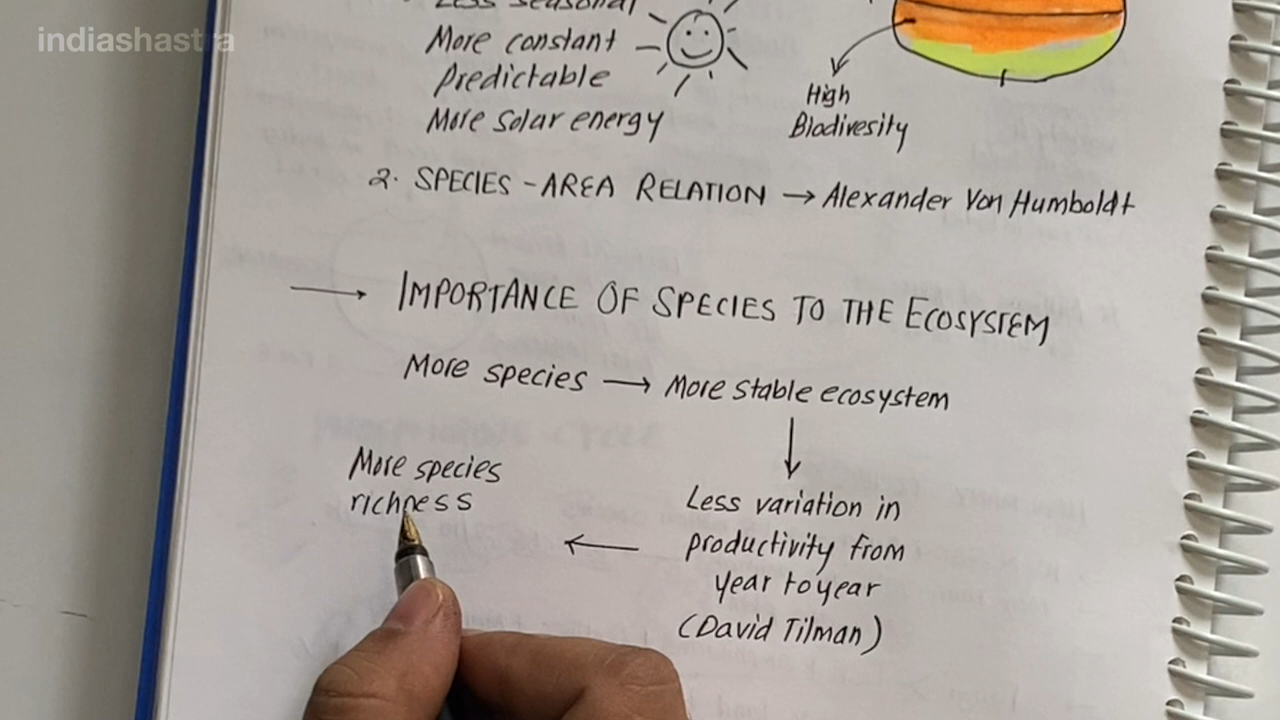 indiashastra
Less seasonal
More constant
Predictable
More solar energy
High
Biodivesity
2. SPECIES - AREA RELATION → Alexander Von Humboldt
→ IMPORTANCE OF SPECIES TO THE ECOSYSTEM
More species → More stable ecosystem
↓
Less variation in
productivity from
year to year
(David Tilman)
←
More species
richness